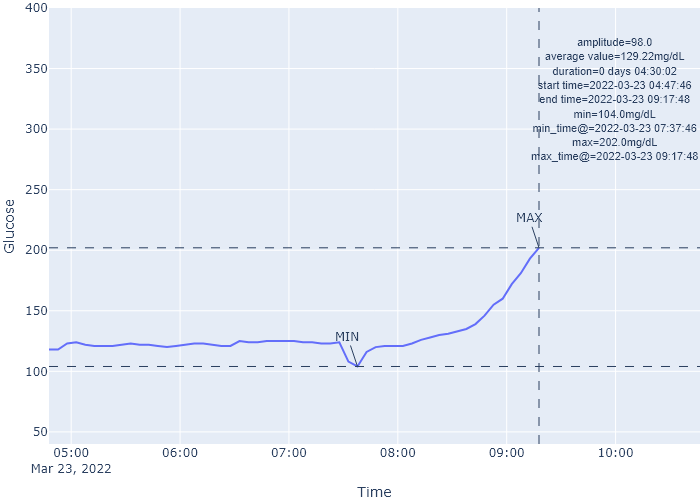 400
350
300
250
200
150
100
50
Glucose
amplitude=98.0
average value=129.22mg/dL
duration=0 days 04:30:02
start time=2022-03-23 04:47:46
end time=2022-03-23 09:17:48
min=104.0mg/dL
min_time@=2022-03-23 07:37:46
max=202.0mg/dL
max_time@=2022-03-23 09:17:48
MAX
MIN
05:00 06:00 07:00 08:00 09:00 10:00
Mar 23, 2022
Time